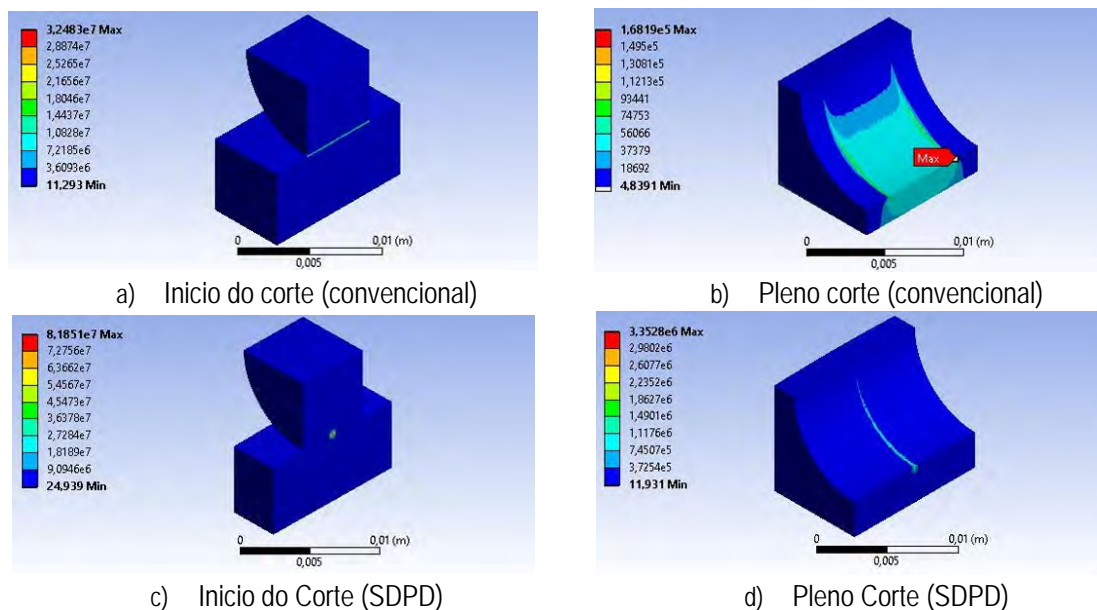 3,2483e7 Max
2,8874e7
2,5265e7
2,1656e7
1,8046e7
1,4437e7
1,0828e7
7,2185e6
3,6093e6
11,293 Min
0
0,01 (m)
0,005
a) Inicio do corte (convencional)
1,6819e5 Max
1,495e5
1,3081e5
1,1213e5
93441
74753
56066
37379
18692
4,8391 Min
Max
0
0,01 (m)
0,005
b) Pleno corte (convencional)
8,1851e7 Max
7,2756e7
6,3662e7
5,4567e7
4,5473e7
3,6378e7
2,7284e7
1,8189e7
9,0946e6
24,939 Min
0
0,01 (m)
0,005
c) Inicio do Corte (SDPD)
3,3528e6 Max
2,9802e6
2,6077e6
2,2352e6
1,8627e6
1,4901e6
1,1176e6
7,4507e5
3,7254e5
11,931 Min
0
0,01 (m)
0,005
d) Pleno Corte (SDPD)